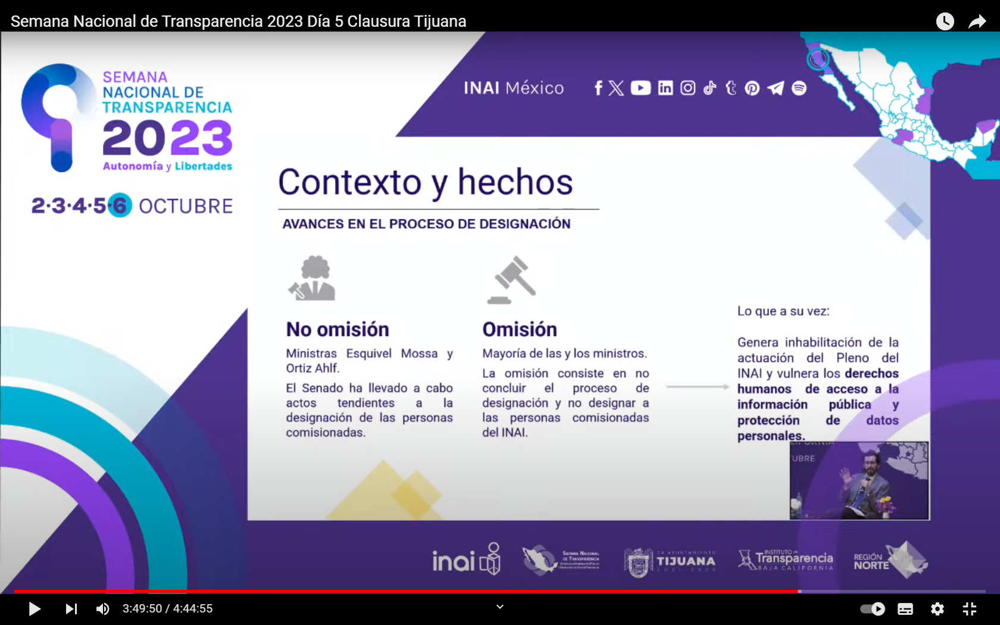 Semana Nacional de Transparencia 2023 Día 5 Clausura Tijuana
SEMANA
NACIONAL DE
TRANSPARENCIA
2023
Autonomía y Libertades
2·3·4·5·6 OCTUBRE
INAI México
Contexto y hechos
AVANCES EN EL PROCESO DE DESIGNACIÓN
No omisión
Ministras Esquivel Mossa y
Ortiz Ahlf.
El Senado ha llevado a cabo
actos tendientes a la
designación de las personas
comisionadas.
Omisión
Mayoría de las y los ministros.
La omisión consiste en no
concluir el proceso de
designación y no designar a
las personas comisionadas
del INAI.
Lo que a su vez:
Genera inhabilitación de la
actuación del Pleno del
INAI y vulnera los derechos
humanos de acceso a la
información pública y
protección de datos
personales.
UBRE
inai
SISTEMA NACIONAL
DE TRANSPARENCIA
TIJUANA
INSTITUTO DE
Transparencia
BAJA CALIFORNIA
REGIÓN
NORTE
3:49:50 / 4:44:55